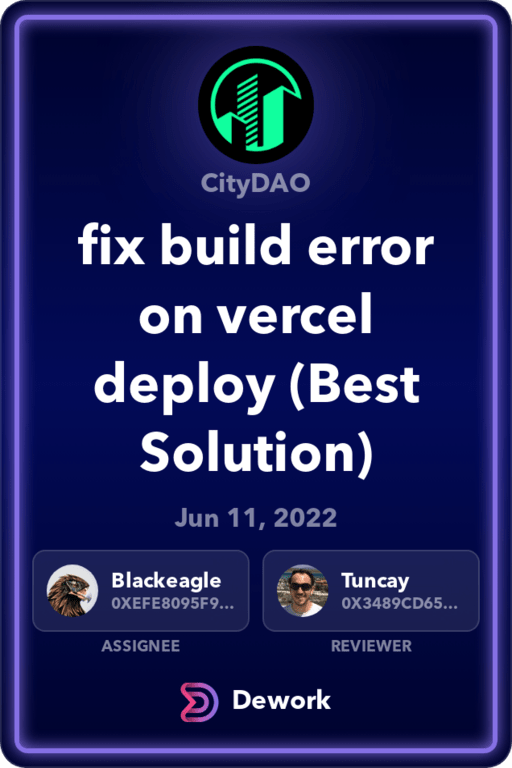 CityDAO
fix build error
on vercel
deploy (Best
Solution)
Jun 11, 2022
Blackeagle
0XEFE8095F9...
Tuncay
0X3489CD65...
ASSIGNEE
REVIEWER
Dework